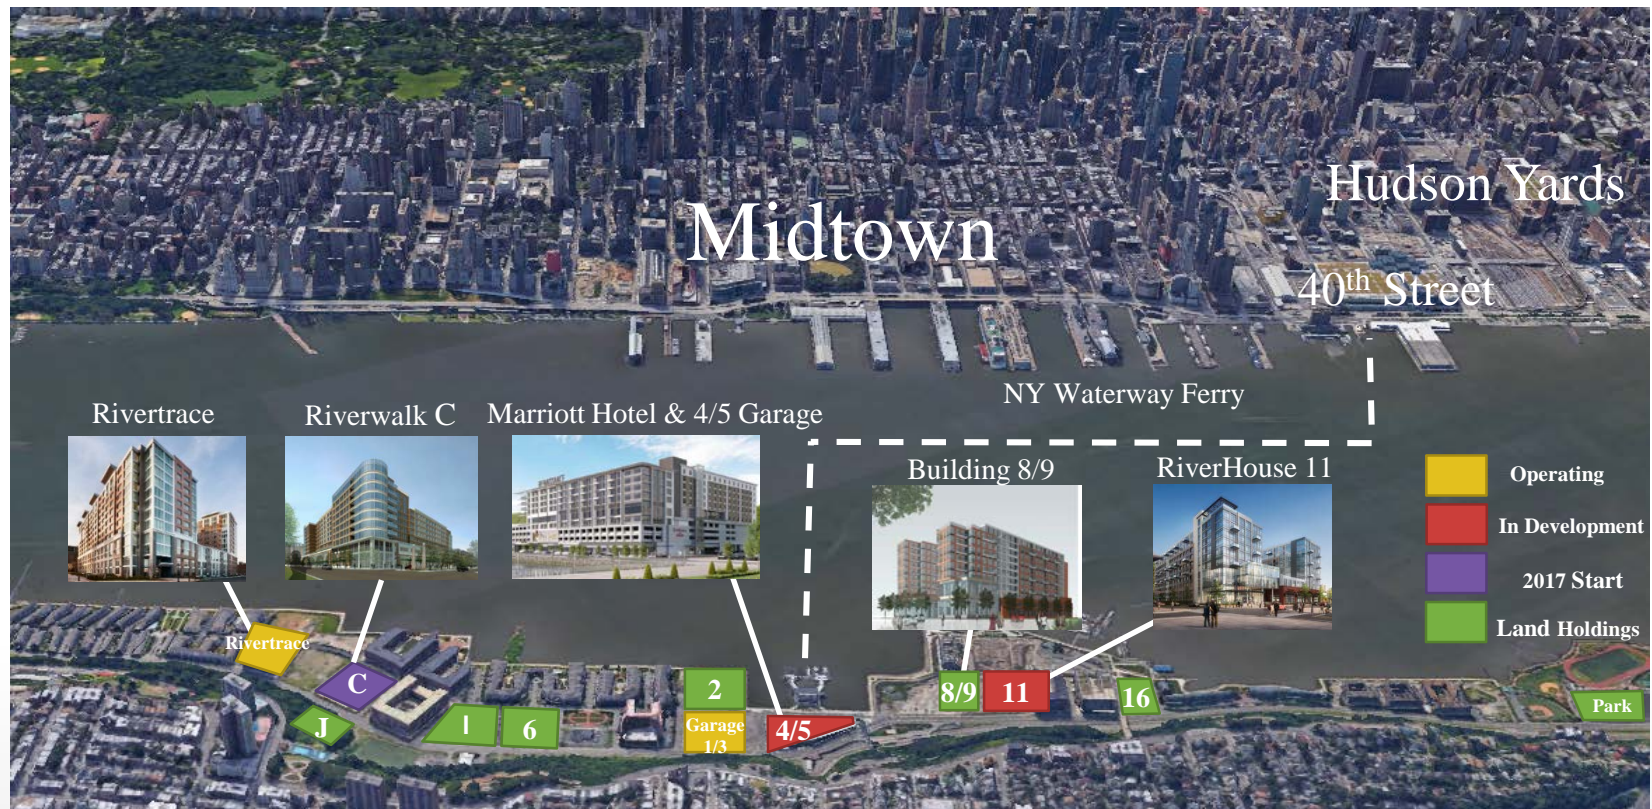 Hudson Yards
Midtown
40th Street
NY Waterway Ferry
Rivertrace
Riverwalk C
Marriott Hotel & 4/5 Garage
Building 8/9
RiverHouse 11
Operating
In Development
2017 Start
Land Holdings
Rivertrace
C
J
I
6
2
Garage
1/3
4/5
8/9
11
16
Park